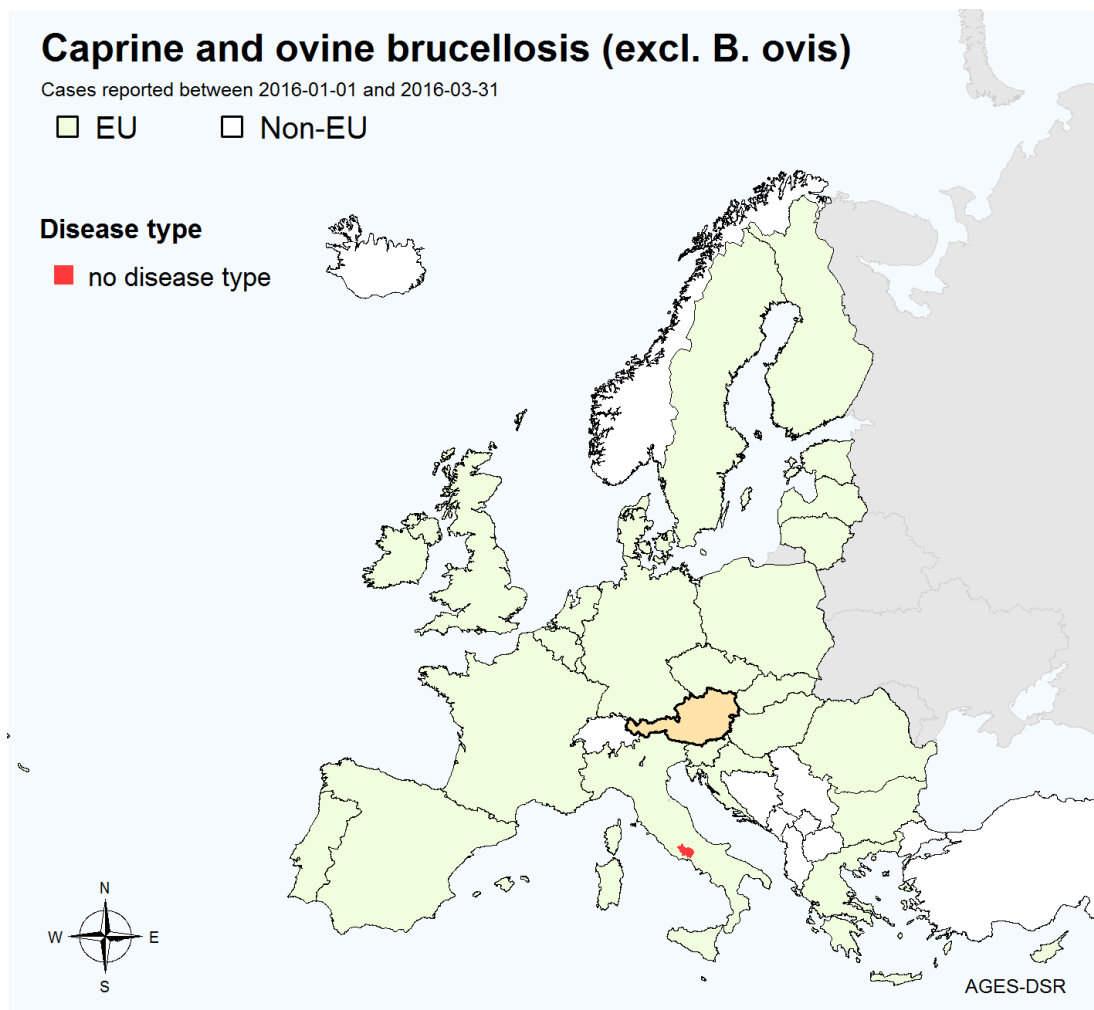 Caprine and ovine brucellosis (excl. B. ovis)
Cases reported between 2016-01-01 and 2016-03-31
EU Non-EU
Disease type
no disease type
N
W E
S
AGES-DSR